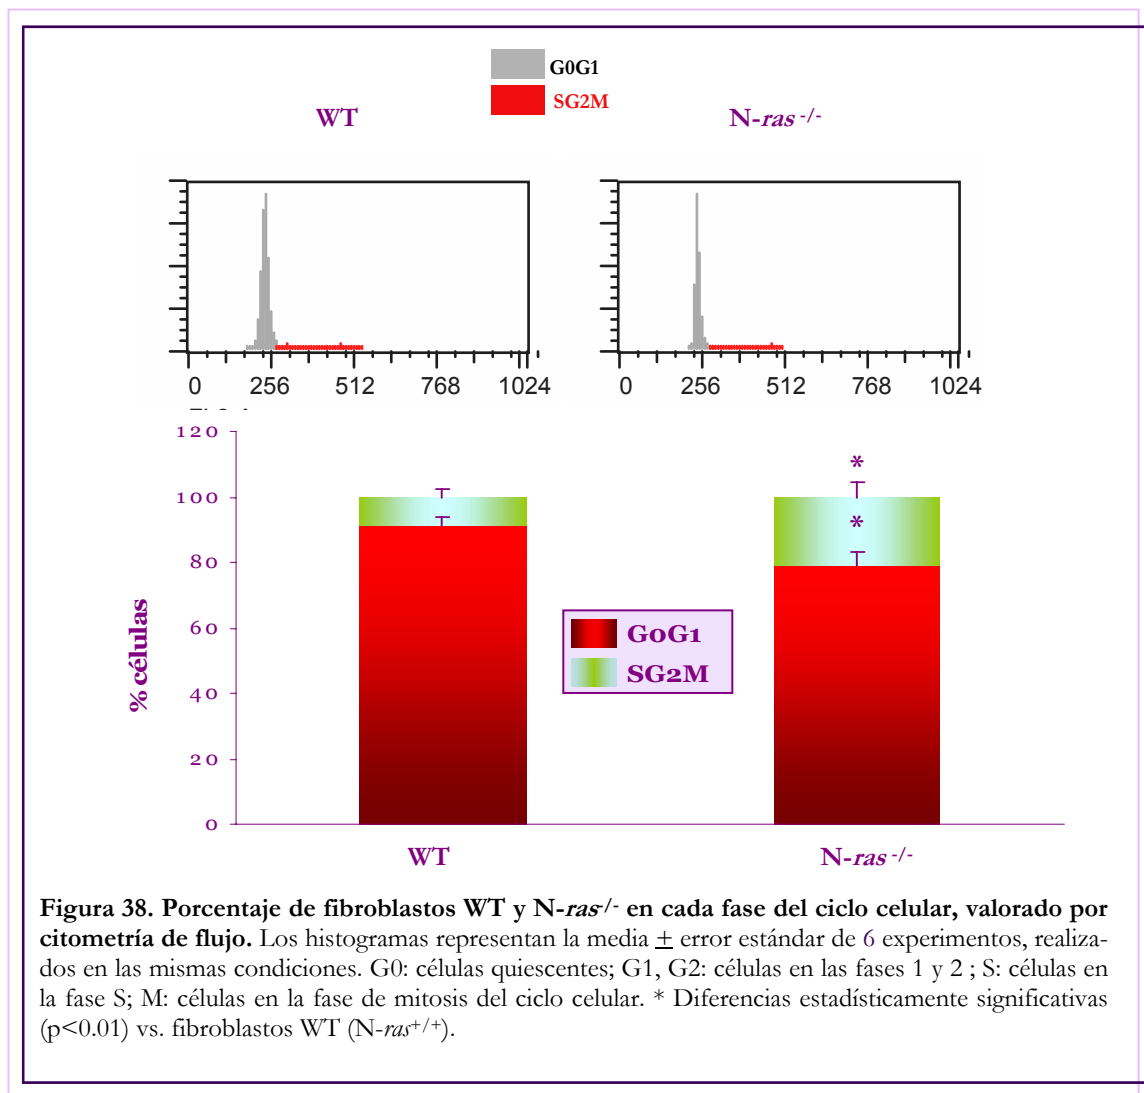 G0G1
SG2M
WT
N-ras -/-
0 256 512 768 1024
0 256 512 768 1024
120
100
80
60
40
20
0
% células
*
*
G0G1
SG2M
WT
N-ras -/-
Figura 38. Porcentaje de fibroblastos WT y N-ras-/- en cada fase del ciclo celular, valorado por
citometría de flujo. Los histogramas representan la media + error estándar de 6 experimentos, realiza-
dos en las mismas condiciones. G0: células quiescentes; G1, G2: células en las fases 1 y 2 ; S: células en
la fase S; M: células en la fase de mitosis del ciclo celular. * Diferencias estadísticamente significativas
(p<0.01) vs. fibroblastos WT (N-ras+/+).